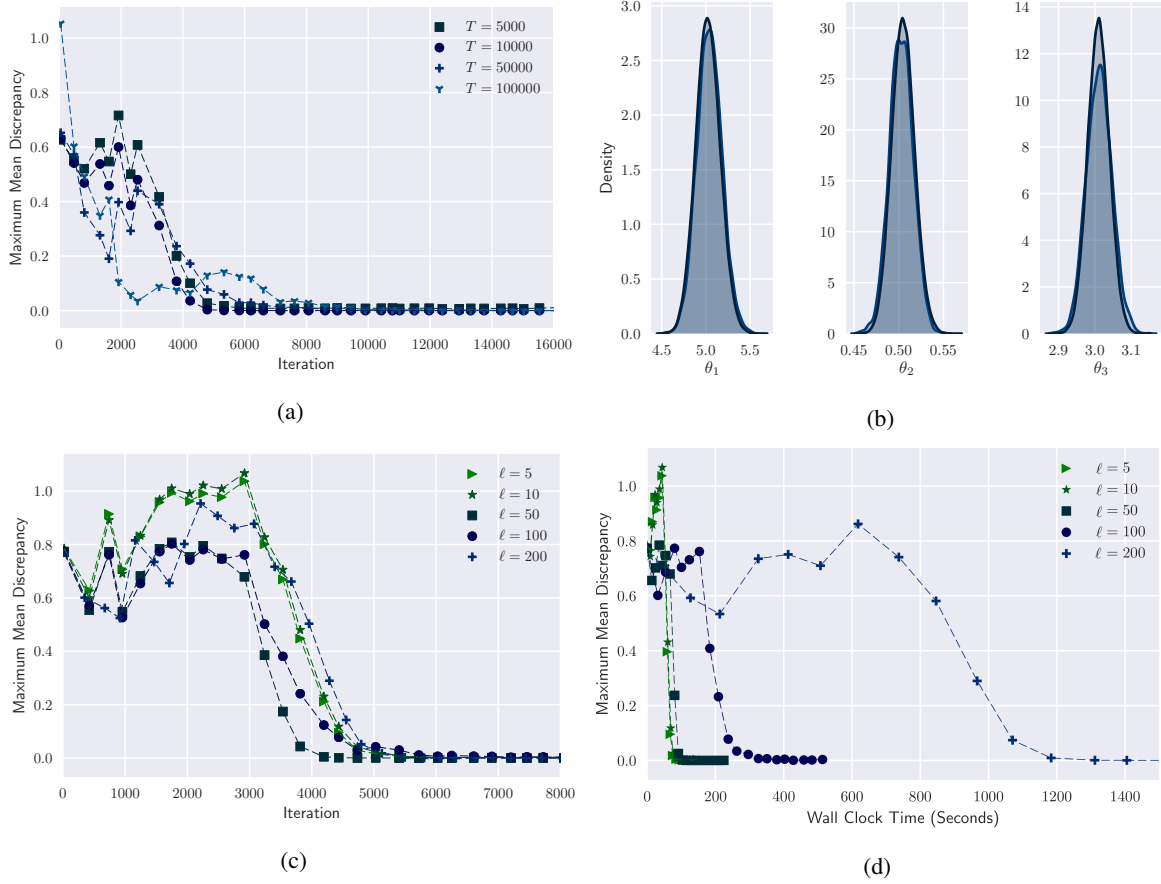 Maximum Mean Discrepancy
1.0
0.8
0.6
0.4
0.2
0.0
0 2000 4000 6000 8000 10000 12000 14000 16000
Iteration
T = 5000
T = 10000
T = 50000
T = 100000
(a)
Density
3.0
2.5
2.0
1.5
1.0
0.5
0.0
4.5 5.0 5.5
θ₁
30
25
20
15
10
5
0
0.45 0.50 0.55
θ₂
14
12
10
8
6
4
2
0
2.9 3.0 3.1
θ₃
(b)
Maximum Mean Discrepancy
1.0
0.8
0.6
0.4
0.2
0.0
0 1000 2000 3000 4000 5000 6000 7000 8000
Iteration
ℓ = 5
ℓ = 10
ℓ = 50
ℓ = 100
ℓ = 200
(c)
Maximum Mean Discrepancy
1.0
0.8
0.6
0.4
0.2
0.0
0 200 400 600 800 1000 1200 1400
Wall Clock Time (Seconds)
ℓ = 5
ℓ = 10
ℓ = 50
ℓ = 100
ℓ = 200
(d)